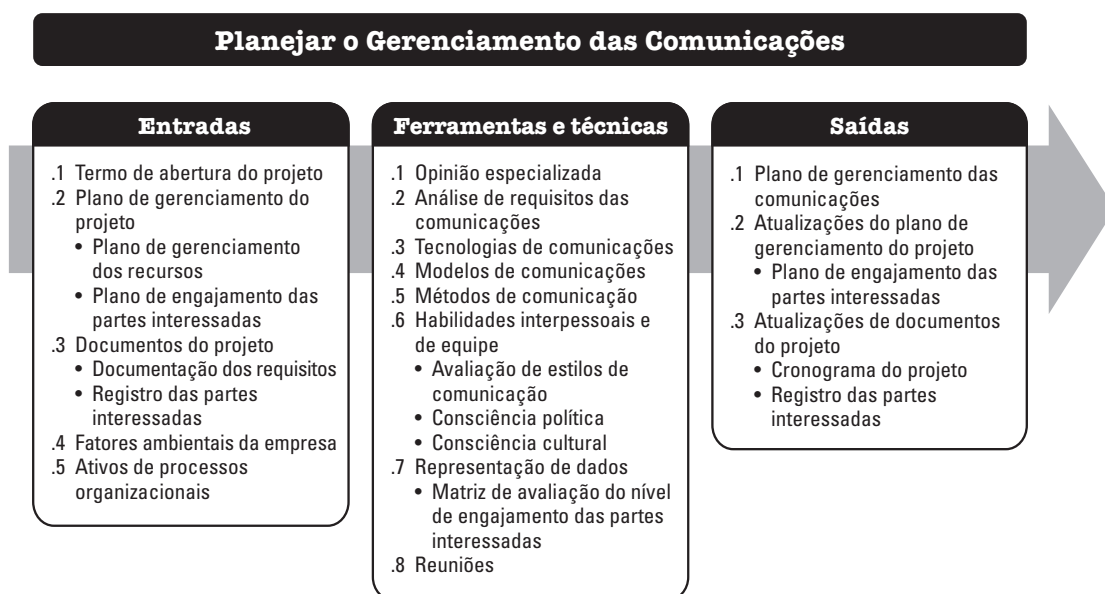 Planejar o Gerenciamento das Comunicações
Entradas
.1 Termo de abertura do projeto
.2 Plano de gerenciamento do
projeto
• Plano de gerenciamento
dos recursos
• Plano de engajamento das
partes interessadas
.3 Documentos do projeto
• Documentação dos requisitos
• Registro das partes
interessadas
.4 Fatores ambientais da empresa
.5 Ativos de processos
organizacionais
Ferramentas e técnicas
.1 Opinião especializada
.2 Análise de requisitos das
comunicações
.3 Tecnologias de comunicações
.4 Modelos de comunicações
.5 Métodos de comunicação
.6 Habilidades interpessoais e
de equipe
• Avaliação de estilos de
comunicação
• Consciência política
• Consciência cultural
.7 Representação de dados
• Matriz de avaliação do nível
de engajamento das partes
interessadas
.8 Reuniões
Saídas
.1 Plano de gerenciamento das
comunicações
.2 Atualizações do plano de
gerenciamento do projeto
• Plano de engajamento das
partes interessadas
.3 Atualizações de documentos
do projeto
• Cronograma do projeto
• Registro das partes
interessadas